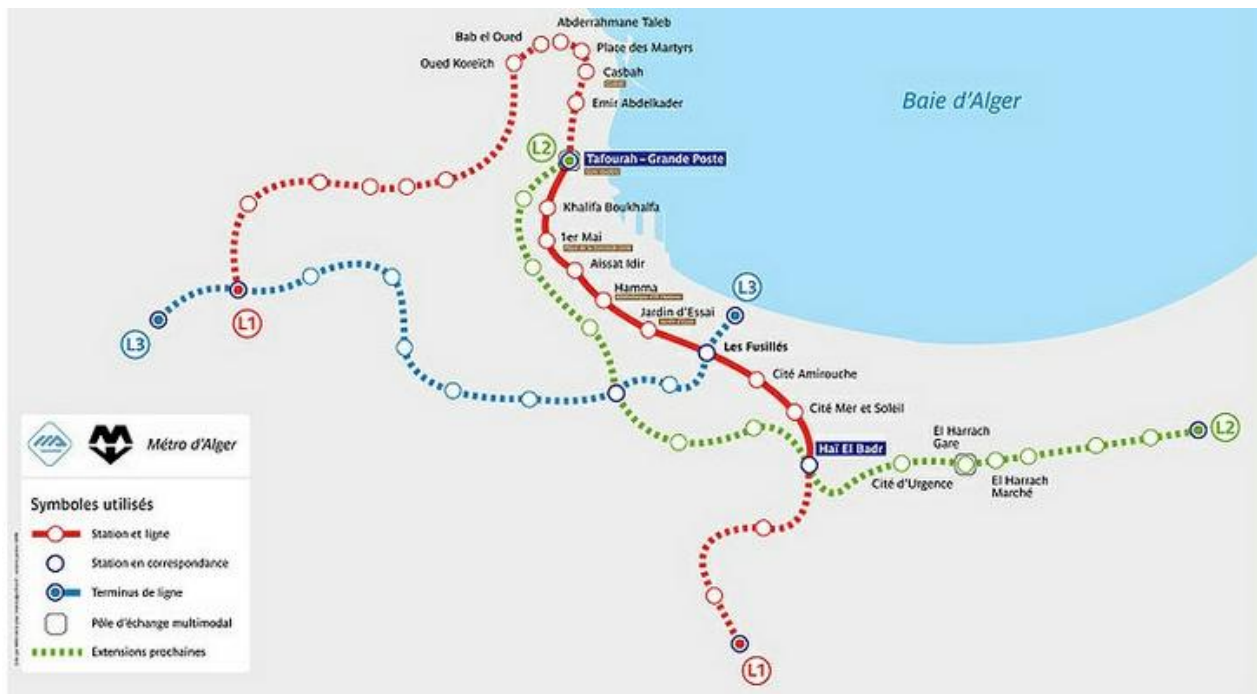 Abderrahmane Taleb
Bab el Oued
Place des Martyrs
Oued Koreïch
Casbah
Emir Abdelkader
Baie d'Alger
L2
Tafourah – Grande Poste
Khalifa Boukhalfa
1er Mai
Aïssat Idir
Hamma
L3
Jardin d'Essai
L1
L3
Les Fusillés
Cité Amirouche
Cité Mer et Soleil
L2
El Harrach
Gare
Haï El Badr
Cité d'Urgence
El Harrach
Marché
L1
Métro d'Alger
Symboles utilisés
Station et ligne
Station en correspondance
Terminus de ligne
Pôle d'échange multimodal
Extensions prochaines